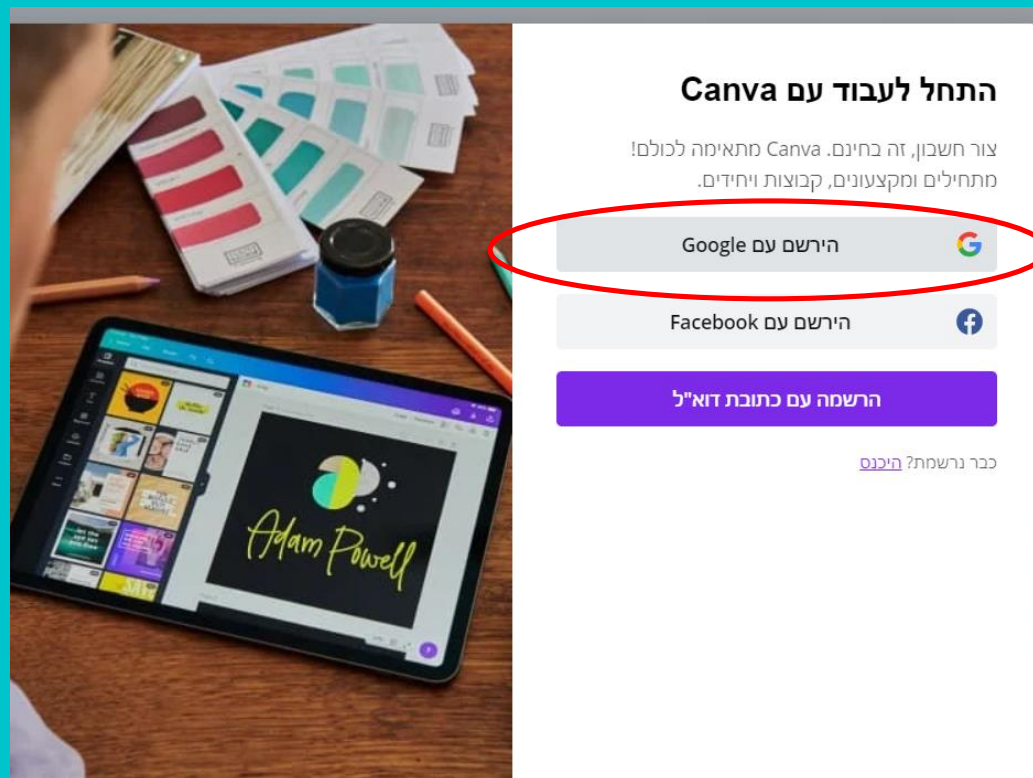 התחל לעבוד עם Canva
צור חשבון, זה בחינם. Canva מתאימה לכולם!
מתחילים ומקצועונים, קבוצות ויחידים.
הירשם עם Google
הירשם עם Facebook
הרשמה עם כתובת דוא"ל
כבר נרשמת? היכנס
Adam Powell